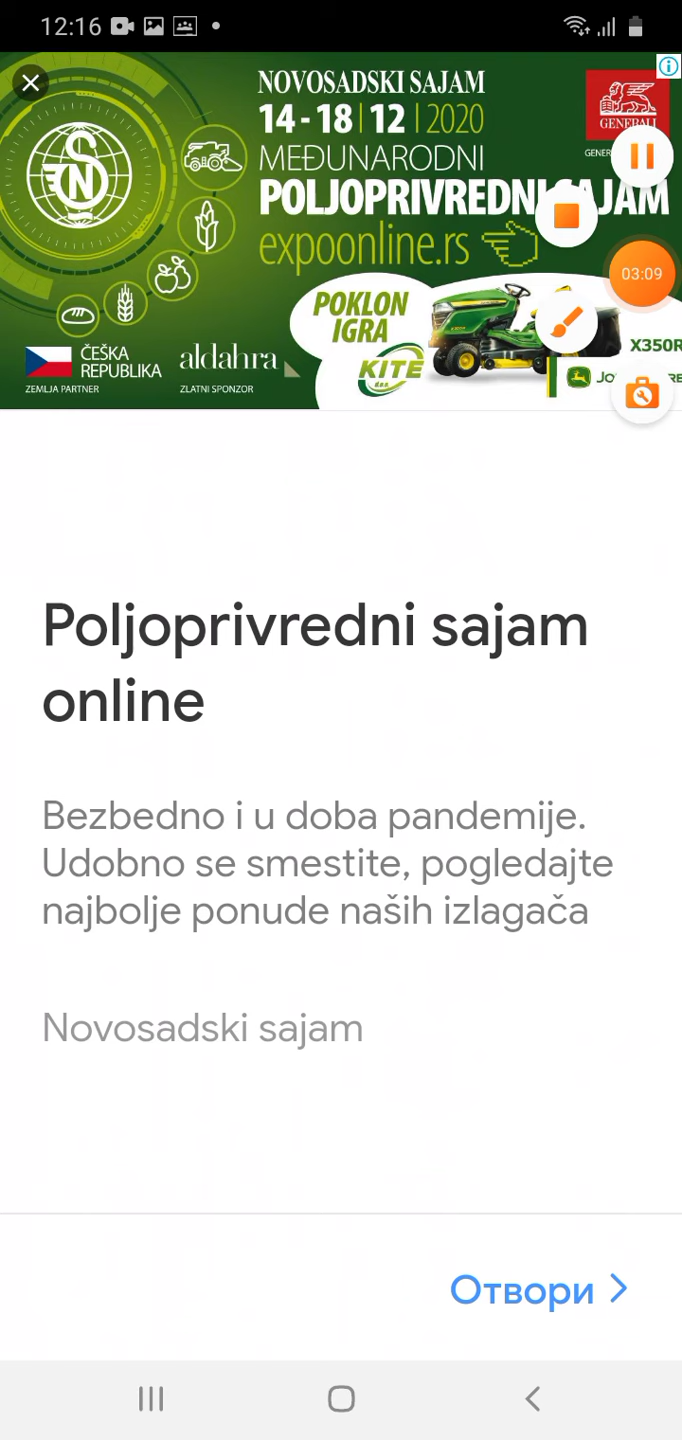 12:16
NOVOSADSKI SAJAM
14 - 18 | 12 | 2020
MEĐUNARODNI
POLJOPRIVREDNI SAJAM
expoonline.rs
GENERALI
03:09
POKLON
IGRA
KITE
d.o.o.
X350R
ČEŠKA
REPUBLIKA
ZEMLJA PARTNER
aldahra
ZLATNI SPONZOR
Poljoprivredni sajam
online
Bezbedno i u doba pandemije.
Udobno se smestite, pogledajte
najbolje ponude naših izlagača
Novosadski sajam
Отвори